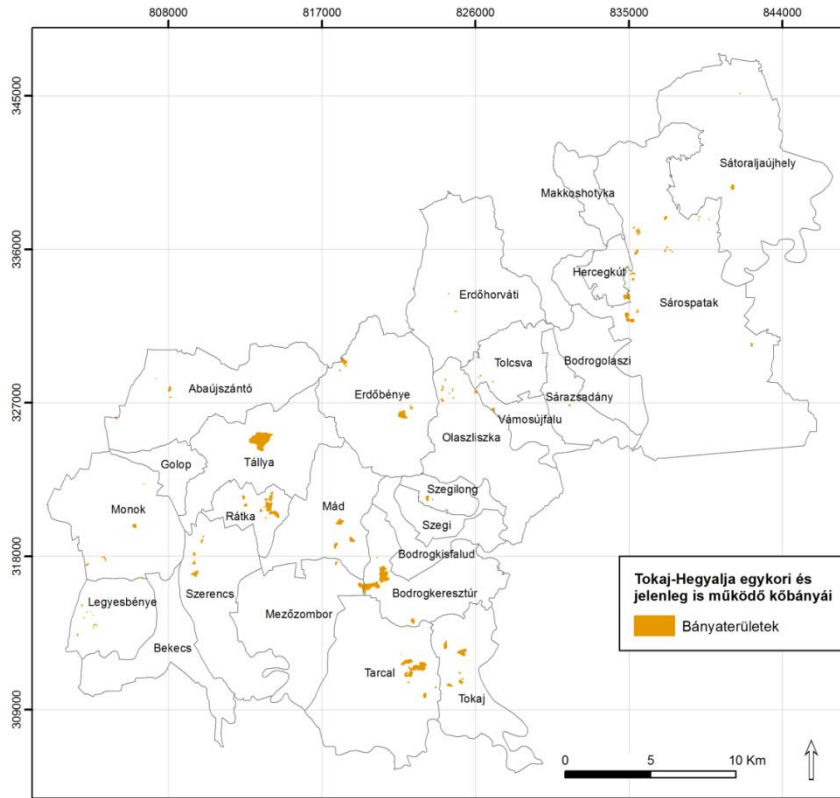 808000
817000
826000
835000
844000
345000
336000
327000
318000
309000
Sátoraljaújhely
Makkoshotyka
Hercegkút
Erdőhorváti
Sárospatak
Tolcsva
Bodrogolaszi
Abaújszántó
Erdőbénye
Sárazsadány
Vámosújfalu
Olaszliszka
Golop
Tállya
Szegilong
Monok
Mád
Rátka
Szegi
Bodrogkisfalud
Szerencs
Bodrogkeresztúr
Legyesbénye
Mezőzombor
Bekecs
Tarcal
Tokaj
Tokaj-Hegyalja egykori és
jelenleg is működő kőbányái
Bányaterületek
0 5 10 Km